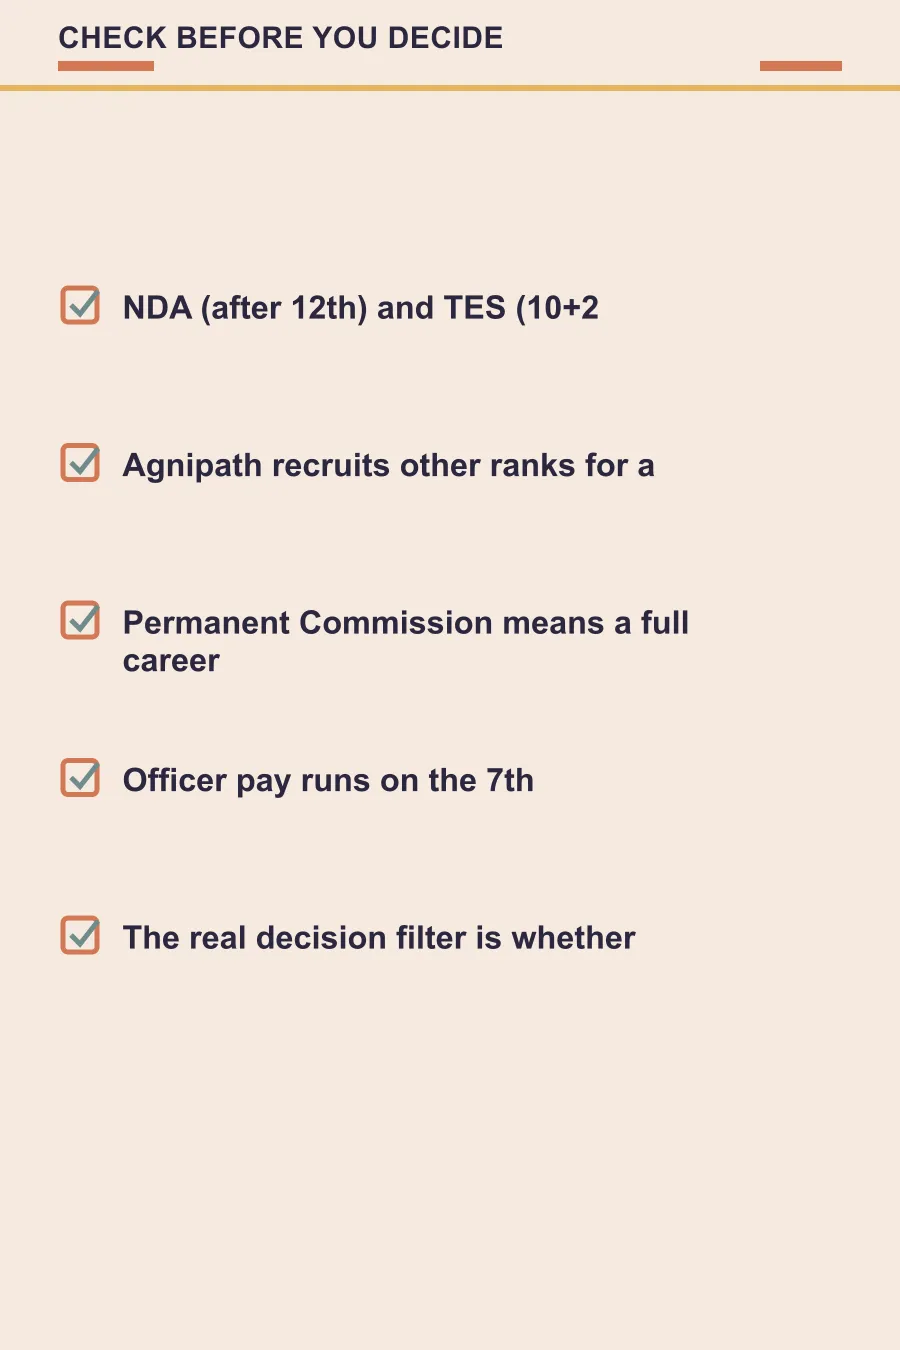 CHECK BEFORE YOU DECIDE
NDA (after 12th) and TES (10+2
Agnipath recruits other ranks for a
Permanent Commission means a full
career
Officer pay runs on the 7th
The real decision filter is whether